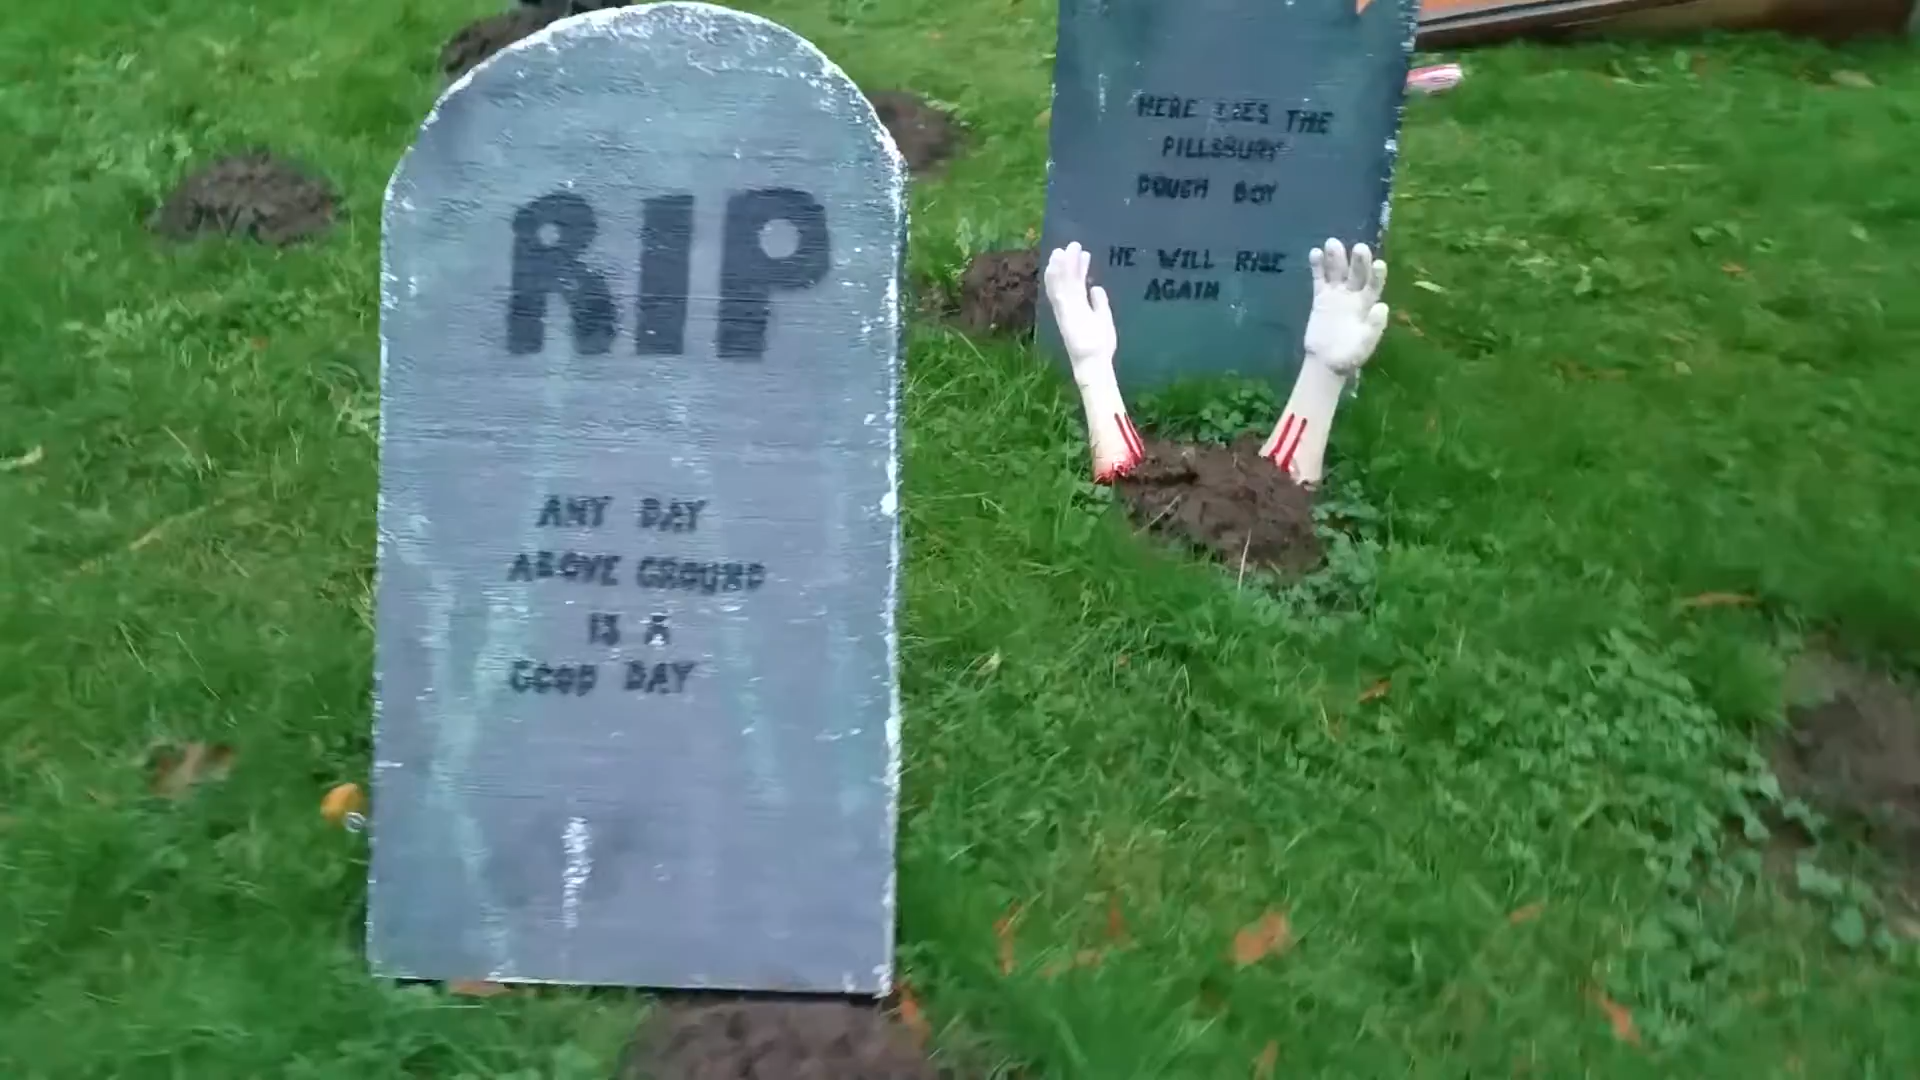 RIP
ANY DAY
ABOVE GROUND
IS A
GOOD DAY
HERE LIES THE
PILLSBURY
DOUGH BOY
HE WILL RISE
AGAIN